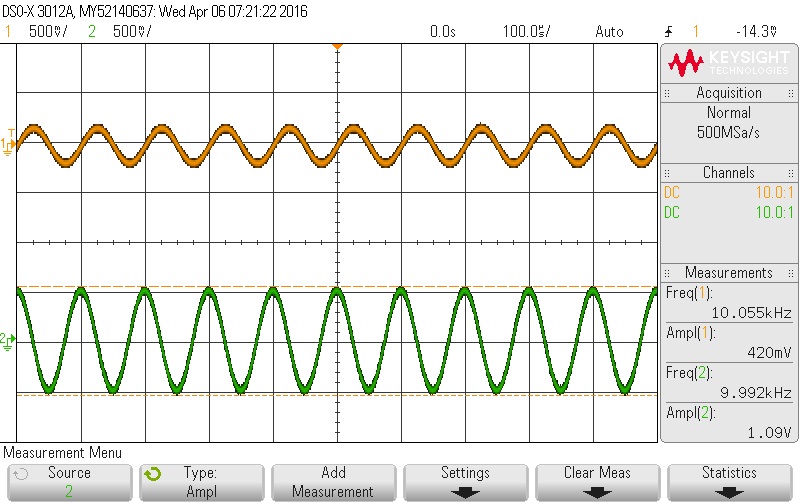 DSO-X 3012A, MY52140637: Wed Apr 06 07:21:22 2016
1 500mV/ 2 500mV/ 0.0s 100.0us/ Auto 1 -14.3mV
KEYSIGHT
TECHNOLOGIES
Acquisition
Normal
500MSa/s
Channels
DC 10.0:1
DC 10.0:1
Measurements
Freq(1):
10.055kHz
Ampl(1):
420mV
Freq(2):
9.992kHz
Ampl(2):
1.09V
T
1
2
Measurement Menu
Source
2
Type:
Ampl
Add
Measurement
Settings
Clear Meas
Statistics